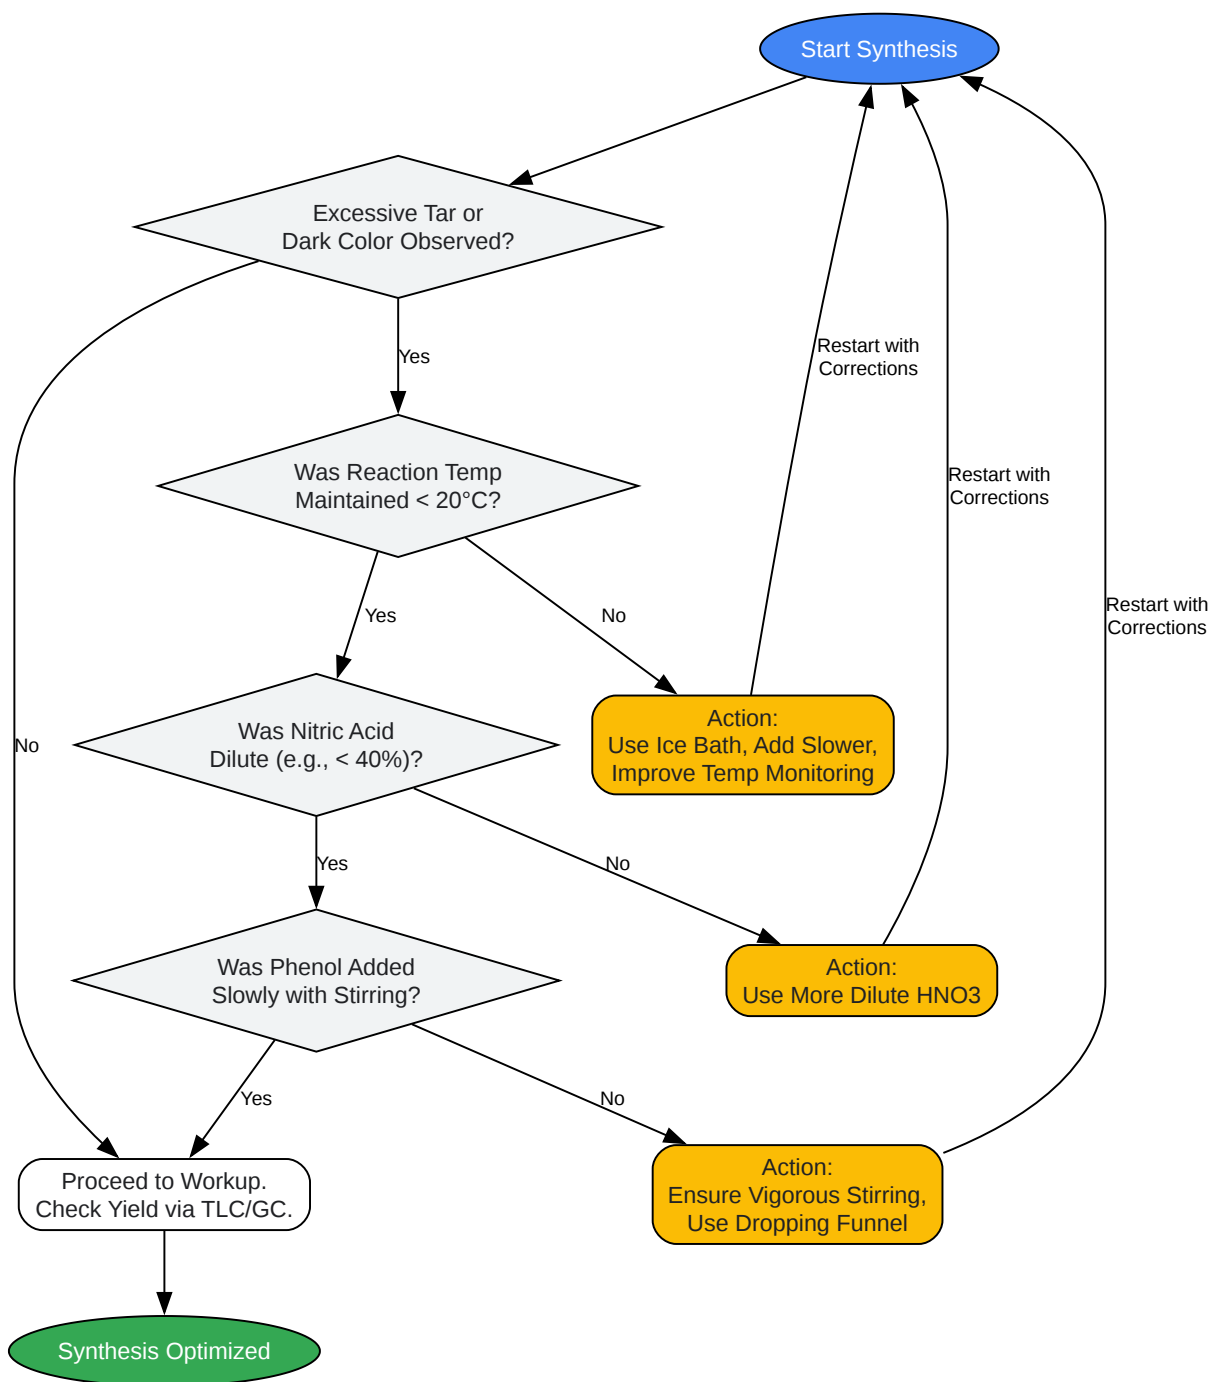 Start Synthesis
Excessive Tar or
Dark Color Observed?
Yes
Restart with
Corrections
Was Reaction Temp
Maintained < 20°C?
Restart with
Corrections
Yes
No
Restart with
Corrections
Was Nitric Acid
Dilute (e.g., < 40%)?
Action:
Use Ice Bath, Add Slower,
Improve Temp Monitoring
No
Yes
No
Was Phenol Added
Slowly with Stirring?
Action:
Use More Dilute HNO3
Yes
No
Proceed to Workup.
Check Yield via TLC/GC.
Action:
Ensure Vigorous Stirring,
Use Dropping Funnel
Synthesis Optimized